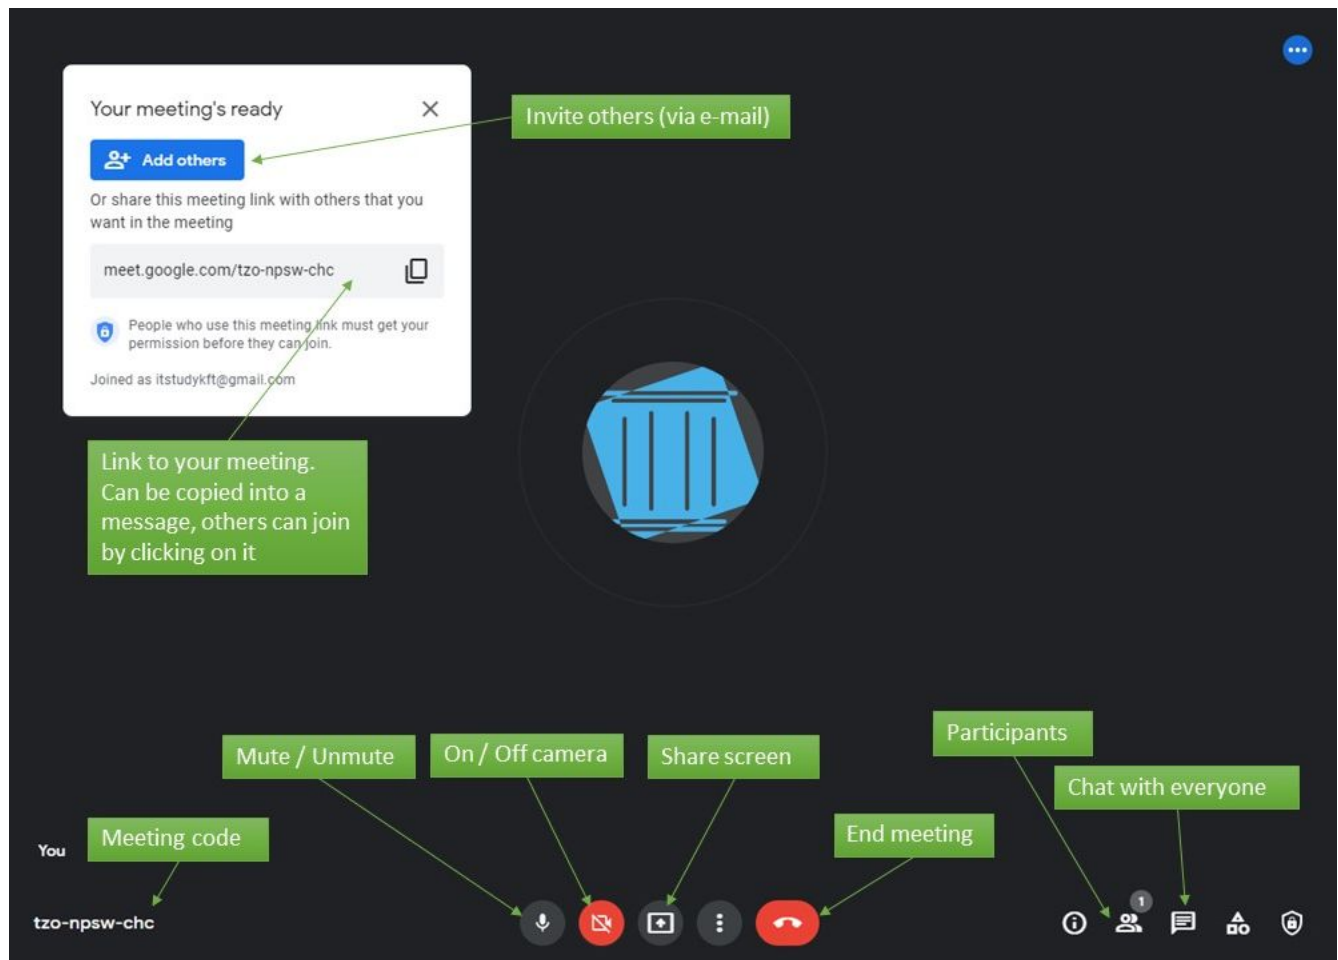 Your meeting's ready
Invite others (via e-mail)
Add others
Or share this meeting link with others that you
want in the meeting
meet.google.com/tzo-npsw-chc
People who use this meeting link must get your
permission before they can join.
Joined as itstudykft@gmail.com
Link to your meeting.
Can be copied into a
message, others can join
by clicking on it
Participants
Mute / Unmute
On / Off camera
Share screen
Chat with everyone
Meeting code
End meeting
You
1
tzo-npsw-chc